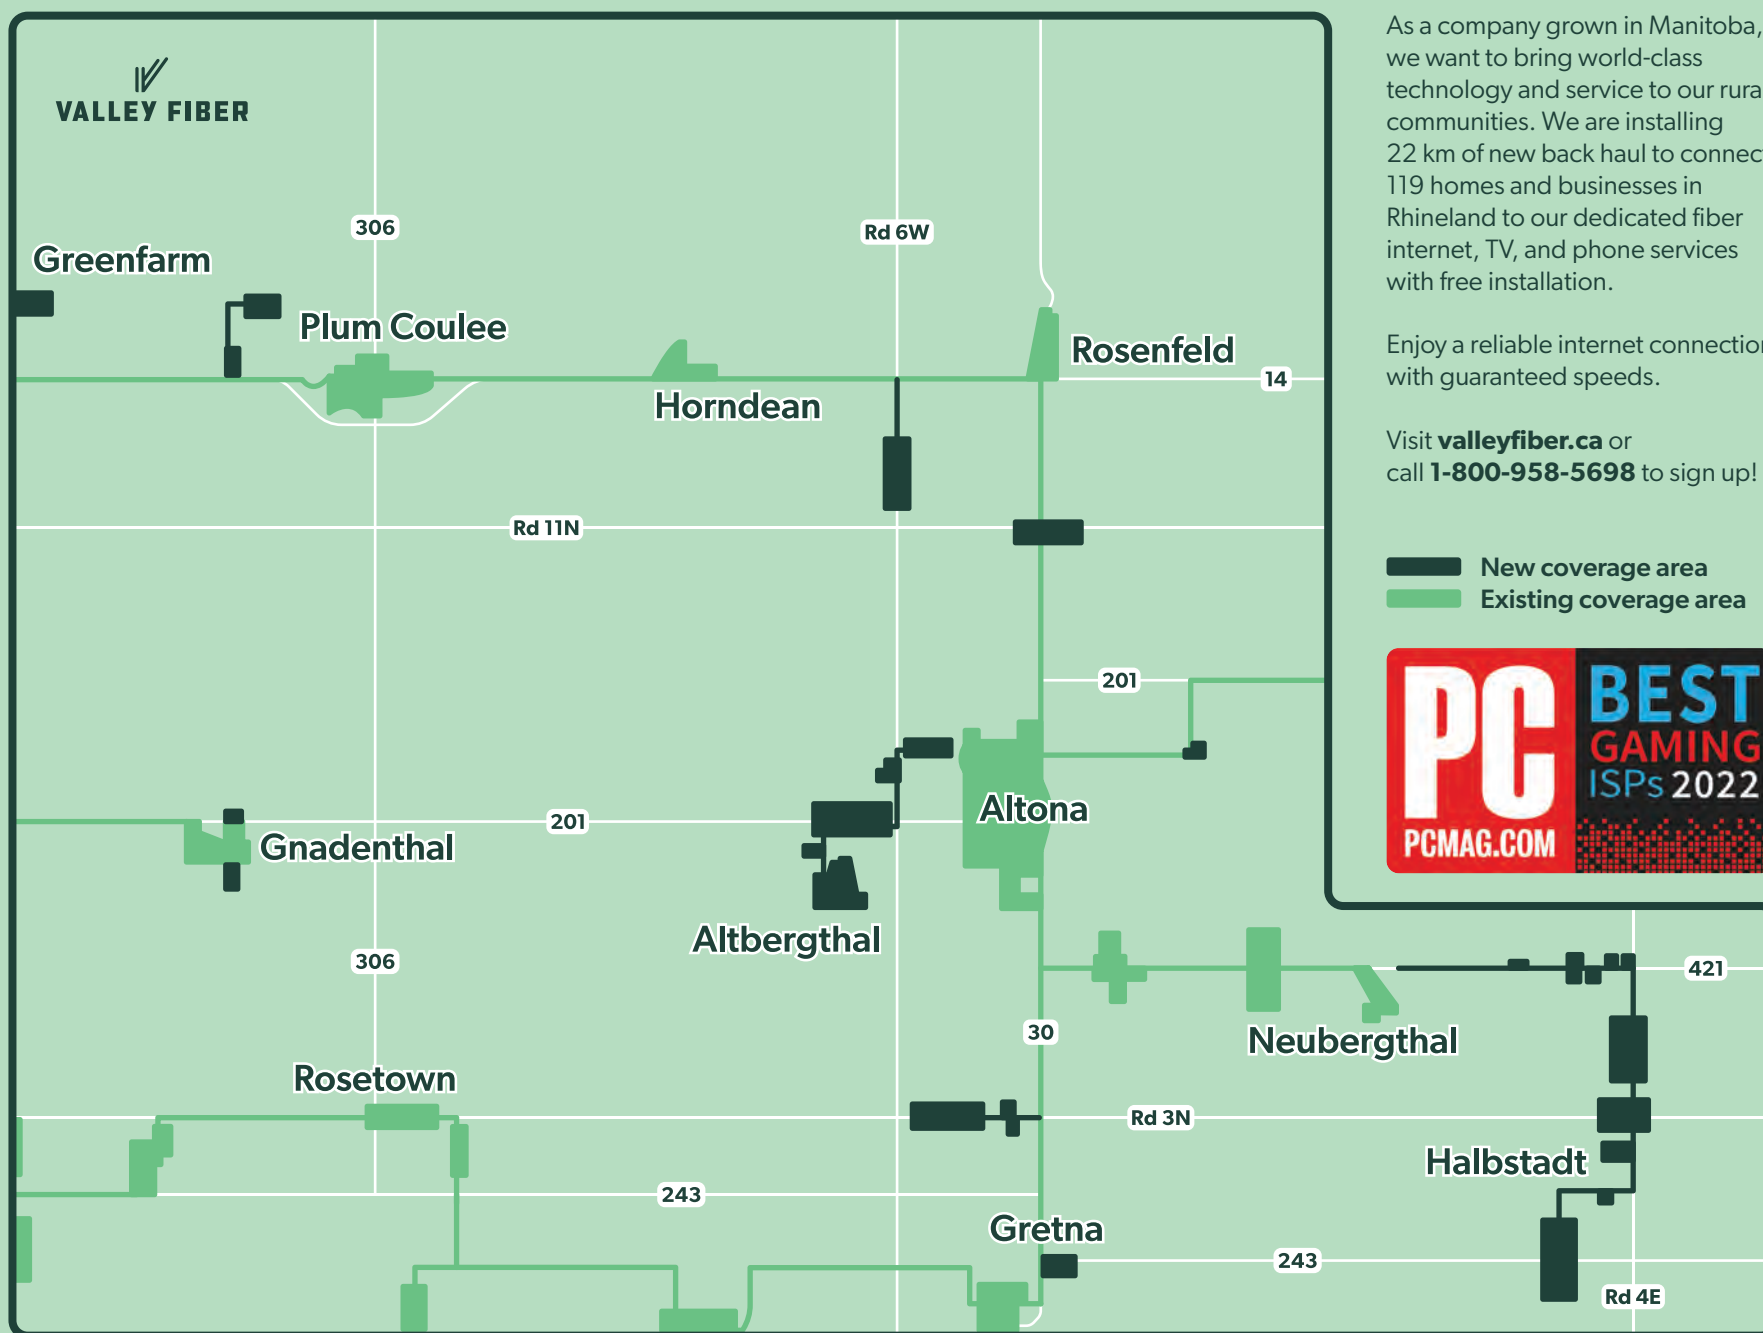 VALLEY FIBER
306
Rd 6W
Greenfarm
Plum Coulee
Rosenfeld
14
Horndean
Rd 11N
201
Altona
201
Gnadenthal
Altbergthal
306
421
30
Neubergthal
Rosetown
Rd 3N
Halbstadt
243
Gretna
243
Rd 4E
As a company grown in Manitoba,
we want to bring world-class
technology and service to our rura
communities. We are installing
22 km of new back haul to connec
119 homes and businesses in
Rhineland to our dedicated fiber
internet, TV, and phone services
with free installation.
Enjoy a reliable internet connection
with guaranteed speeds.
Visit valleyfiber.ca or
call 1-800-958-5698 to sign up!
New coverage area
Existing coverage area
PC
PCMAG.COM
BEST
GAMING
ISPs 2022